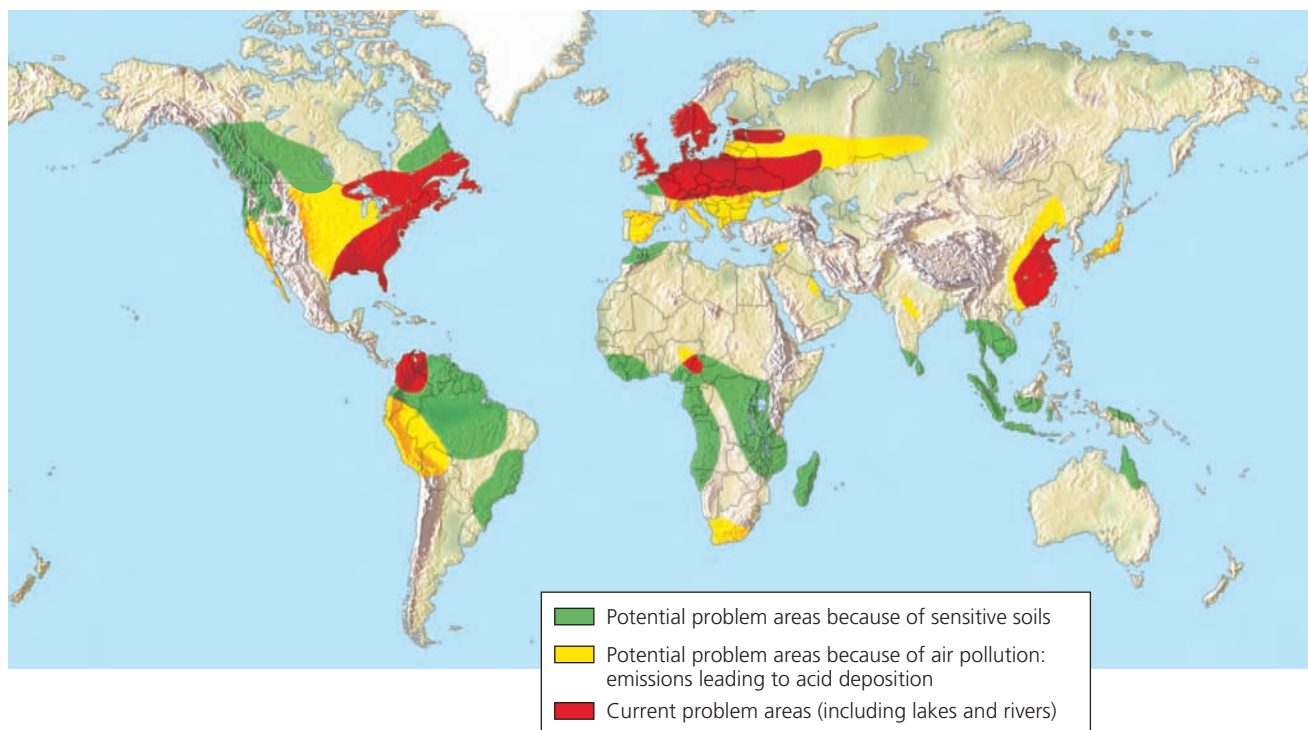 Potential problem areas because of sensitive soils
Potential problem areas because of air pollution:
emissions leading to acid deposition
Current problem areas (including lakes and rivers)